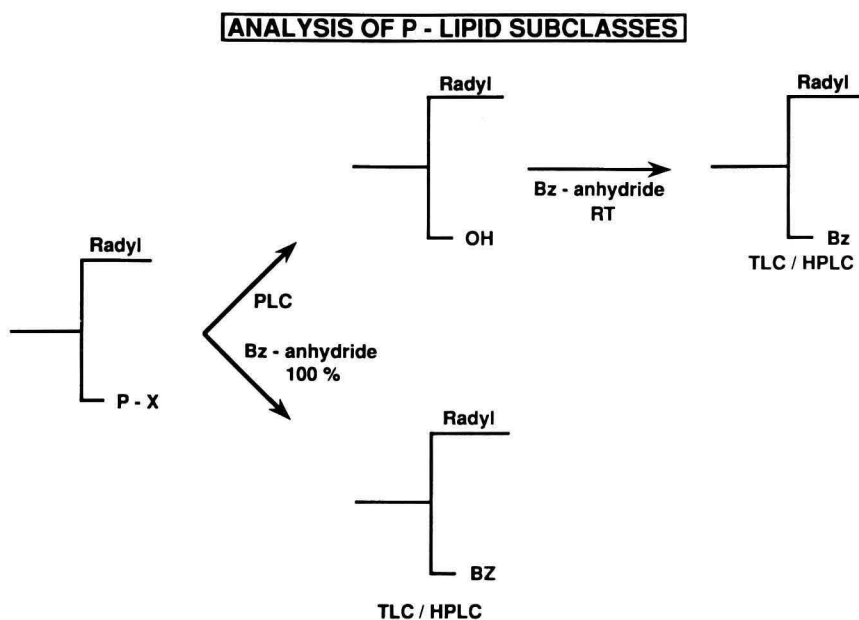 ANALYSIS OF P - LIPID SUBCLASSES
Radyl
OH
Bz - anhydride
RT
Radyl
Bz
TLC / HPLC
Radyl
P - X
PLC
Bz - anhydride
100 %
Radyl
BZ
TLC / HPLC